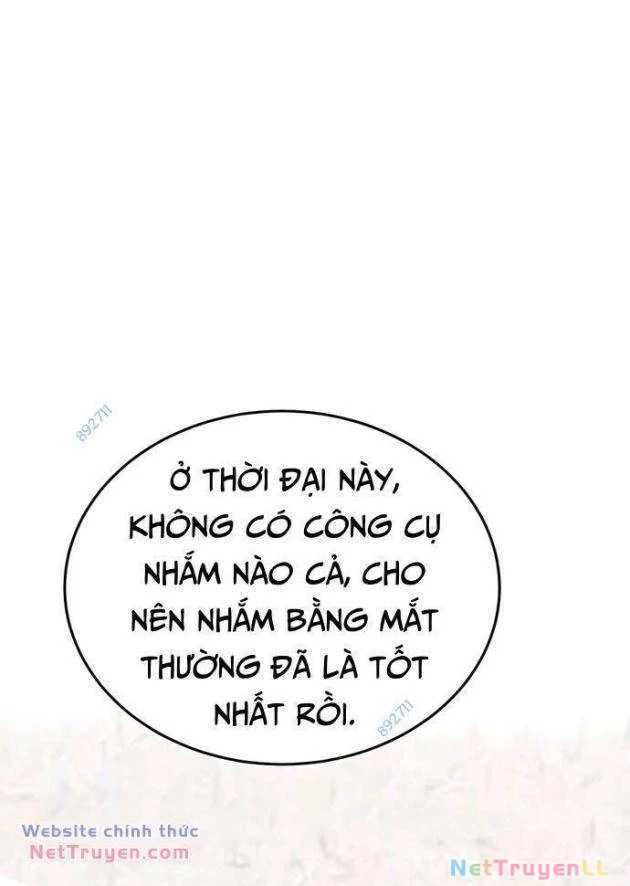 892711
Ở THỜI ĐẠI NÀY,
KHÔNG CÓ CÔNG CỤ
NHẮM NÀO CẢ, CHO
NÊN NHẮM BẰNG MẮT
THƯỜNG ĐÃ LÀ TỐT
NHẤT RỒI.
892711
Website chính thức
NetTruyen.com
NetTruyenLL